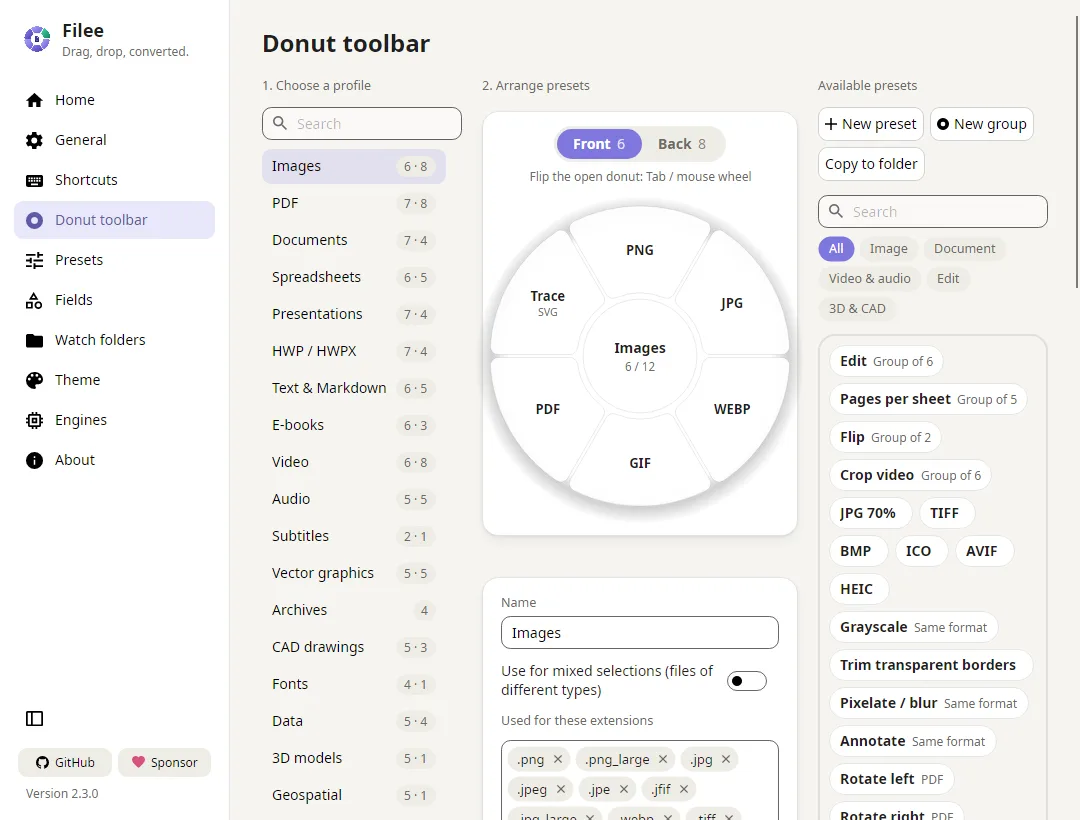 Filee
Drag, drop, converted.
Home
General
Shortcuts
Donut toolbar
Presets
Fields
Watch folders
Theme
Engines
About
GitHub
Sponsor
Version 2.3.0
Donut toolbar
1. Choose a profile
Search
Images 6 · 8
PDF 7 · 8
Documents 7 · 4
Spreadsheets 6 · 5
Presentations 7 · 4
HWP / HWPX 7 · 4
Text & Markdown 6 · 5
E-books 6 · 3
Video 6 · 8
Audio 5 · 5
Subtitles 2 · 1
Vector graphics 5 · 5
Archives 4
CAD drawings 5 · 3
Fonts 4 · 1
Data 5 · 4
3D models 5 · 1
Geospatial 5 · 1
2. Arrange presets
Front 6 Back 8
Flip the open donut: Tab / mouse wheel
PNG
Trace
SVG
JPG
Images
6 / 12
PDF
WEBP
GIF
Name
Images
Use for mixed selections (files of
different types)
Used for these extensions
.png .png_large .jpg
.jpeg .jpe .jfif
.jpg_large .webp .tiff
Available presets
New preset New group
Copy to folder
Search
All Image Document
Video & audio Edit
3D & CAD
Edit Group of 6
Pages per sheet Group of 5
Flip Group of 2
Crop video Group of 6
JPG 70% TIFF
BMP ICO AVIF
HEIC
Grayscale Same format
Trim transparent borders
Pixelate / blur Same format
Annotate Same format
Rotate left PDF
Rotate right PDF